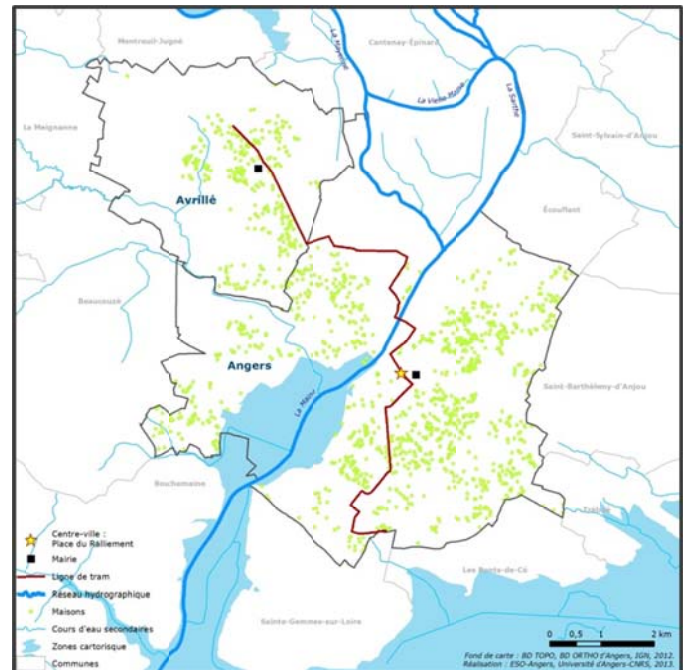 Montreuil-Juigné
Cantenay-Épinard
La Mayenne
La Vieille-Maine
La Sarthe
la Meignanne
Saint-Sylvain-d'Anjou
Écouflant
Avrillé
Beaucouzé
Angers
Saint-Barthélemy-d'Anjou
La Maine
Bouchemaine
Trélazé
Les Ponts-de-Cé
Sainte-Gemmes-sur-Loire
Centre-ville :
Place du Ralliement
Mairie
Ligne de tram
Réseau hydrographique
Maisons
Cours d'eau secondaires
Zones cartorisque
Communes
0 0,5 1 2 km
Fond de carte : BD TOPO, BD ORTHO d'Angers, IGN, 2012.
Réalisation : ESO-Angers, Université d'Angers-CNRS, 2013.